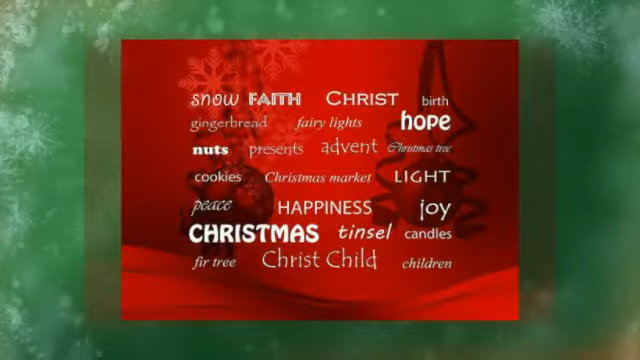 snow FAITH CHRIST birth
gingerbread fairy lights hope
nuts presents advent Christmas tree
cookies Christmas market LIGHT
peace HAPPINESS joy
CHRISTMAS tinsel candles
fir tree Christ Child children